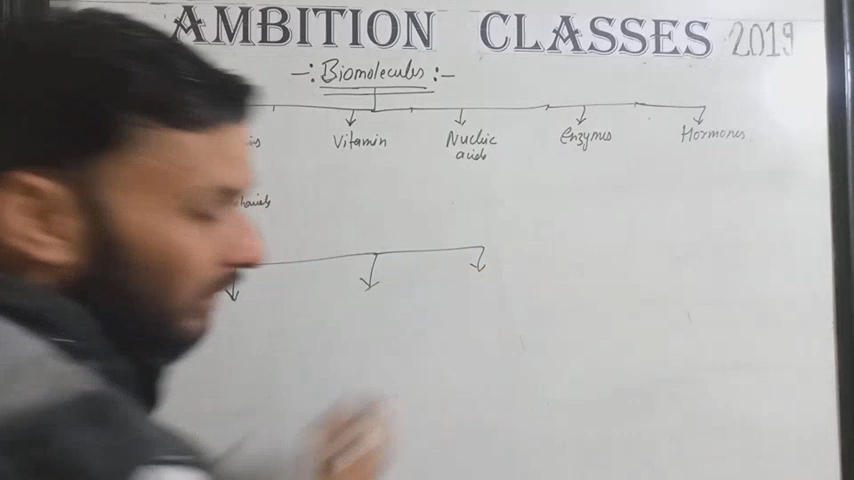 AMBITION CLASSES 2019
-: Biomolecules :-
Vitamin Nucleic acids Enzymes Hormones